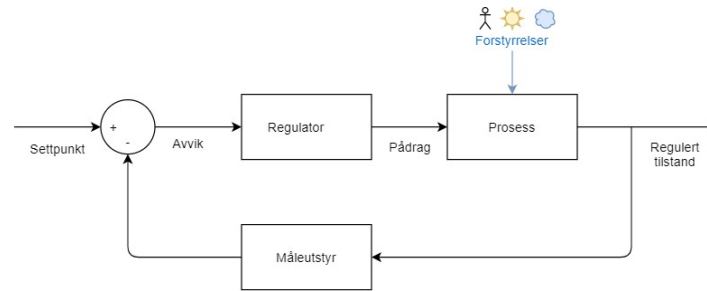 Forstyrrelser
+
-
Settpunkt
Avvik
Regulator
Pådrag
Prosess
Regulert
tilstand
Måleutstyr